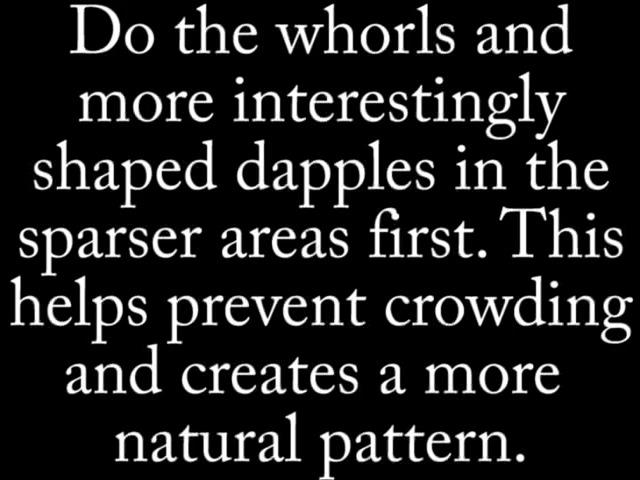 Do the whorls and
more interestingly
shaped dapples in the
sparser areas first. This
helps prevent crowding
and creates a more
natural pattern.